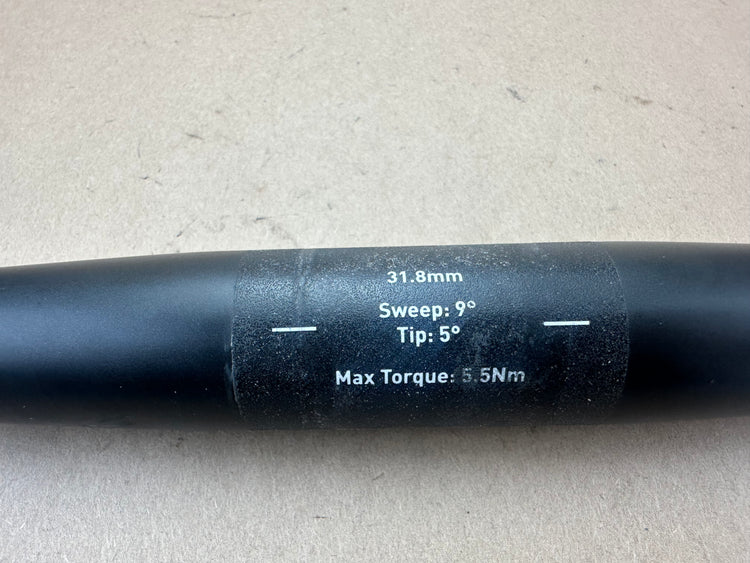 31.8mm
Sweep: 9°
Tip: 5°
Max Torque: 5.5Nm